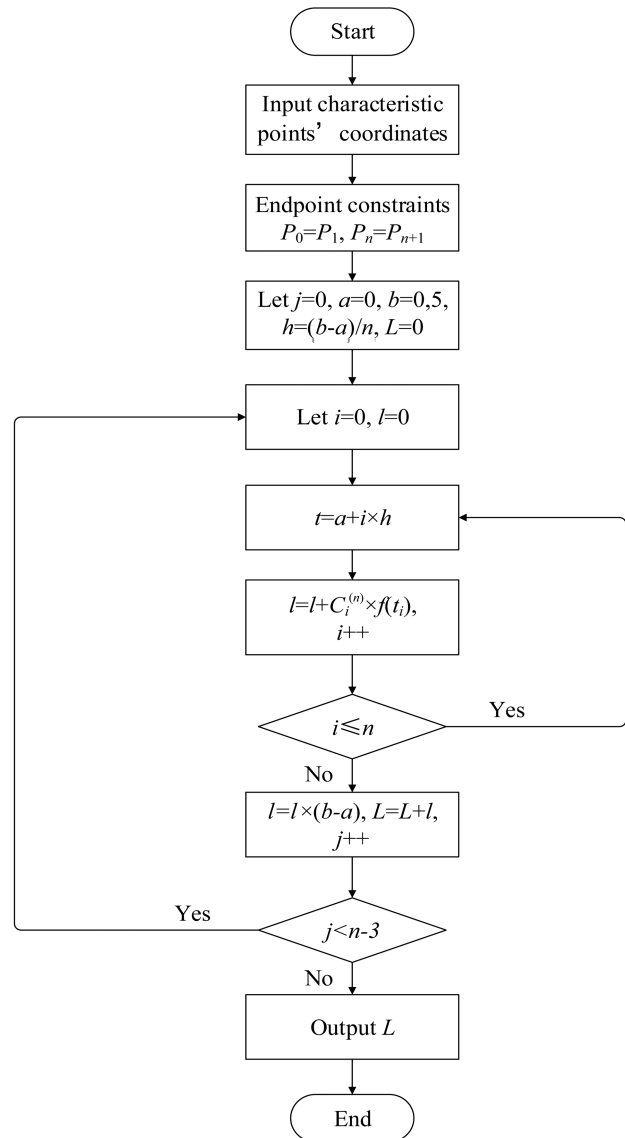 Start
Input characteristic
points’ coordinates
Endpoint constraints
P₀=P₁, Pₙ=Pₙ₊₁
Let j=0, a=0, b=0,5,
h=(b-a)/n, L=0
Let i=0, l=0
t=a+i×h
l=l+Cᵢ⁽ⁿ⁾×f(tᵢ),
i++
i≤n
Yes
No
l=l×(b-a), L=L+l,
j++
j<n-3
Yes
No
Output L
End